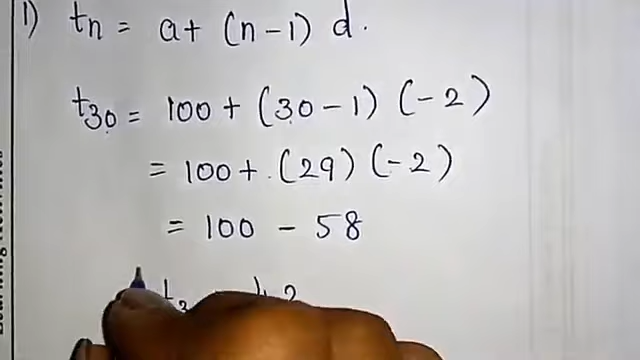 1) tn = a + (n - 1) d.
t30 = 100 + (30 - 1) (-2)
= 100 + (29) (-2)
= 100 - 58